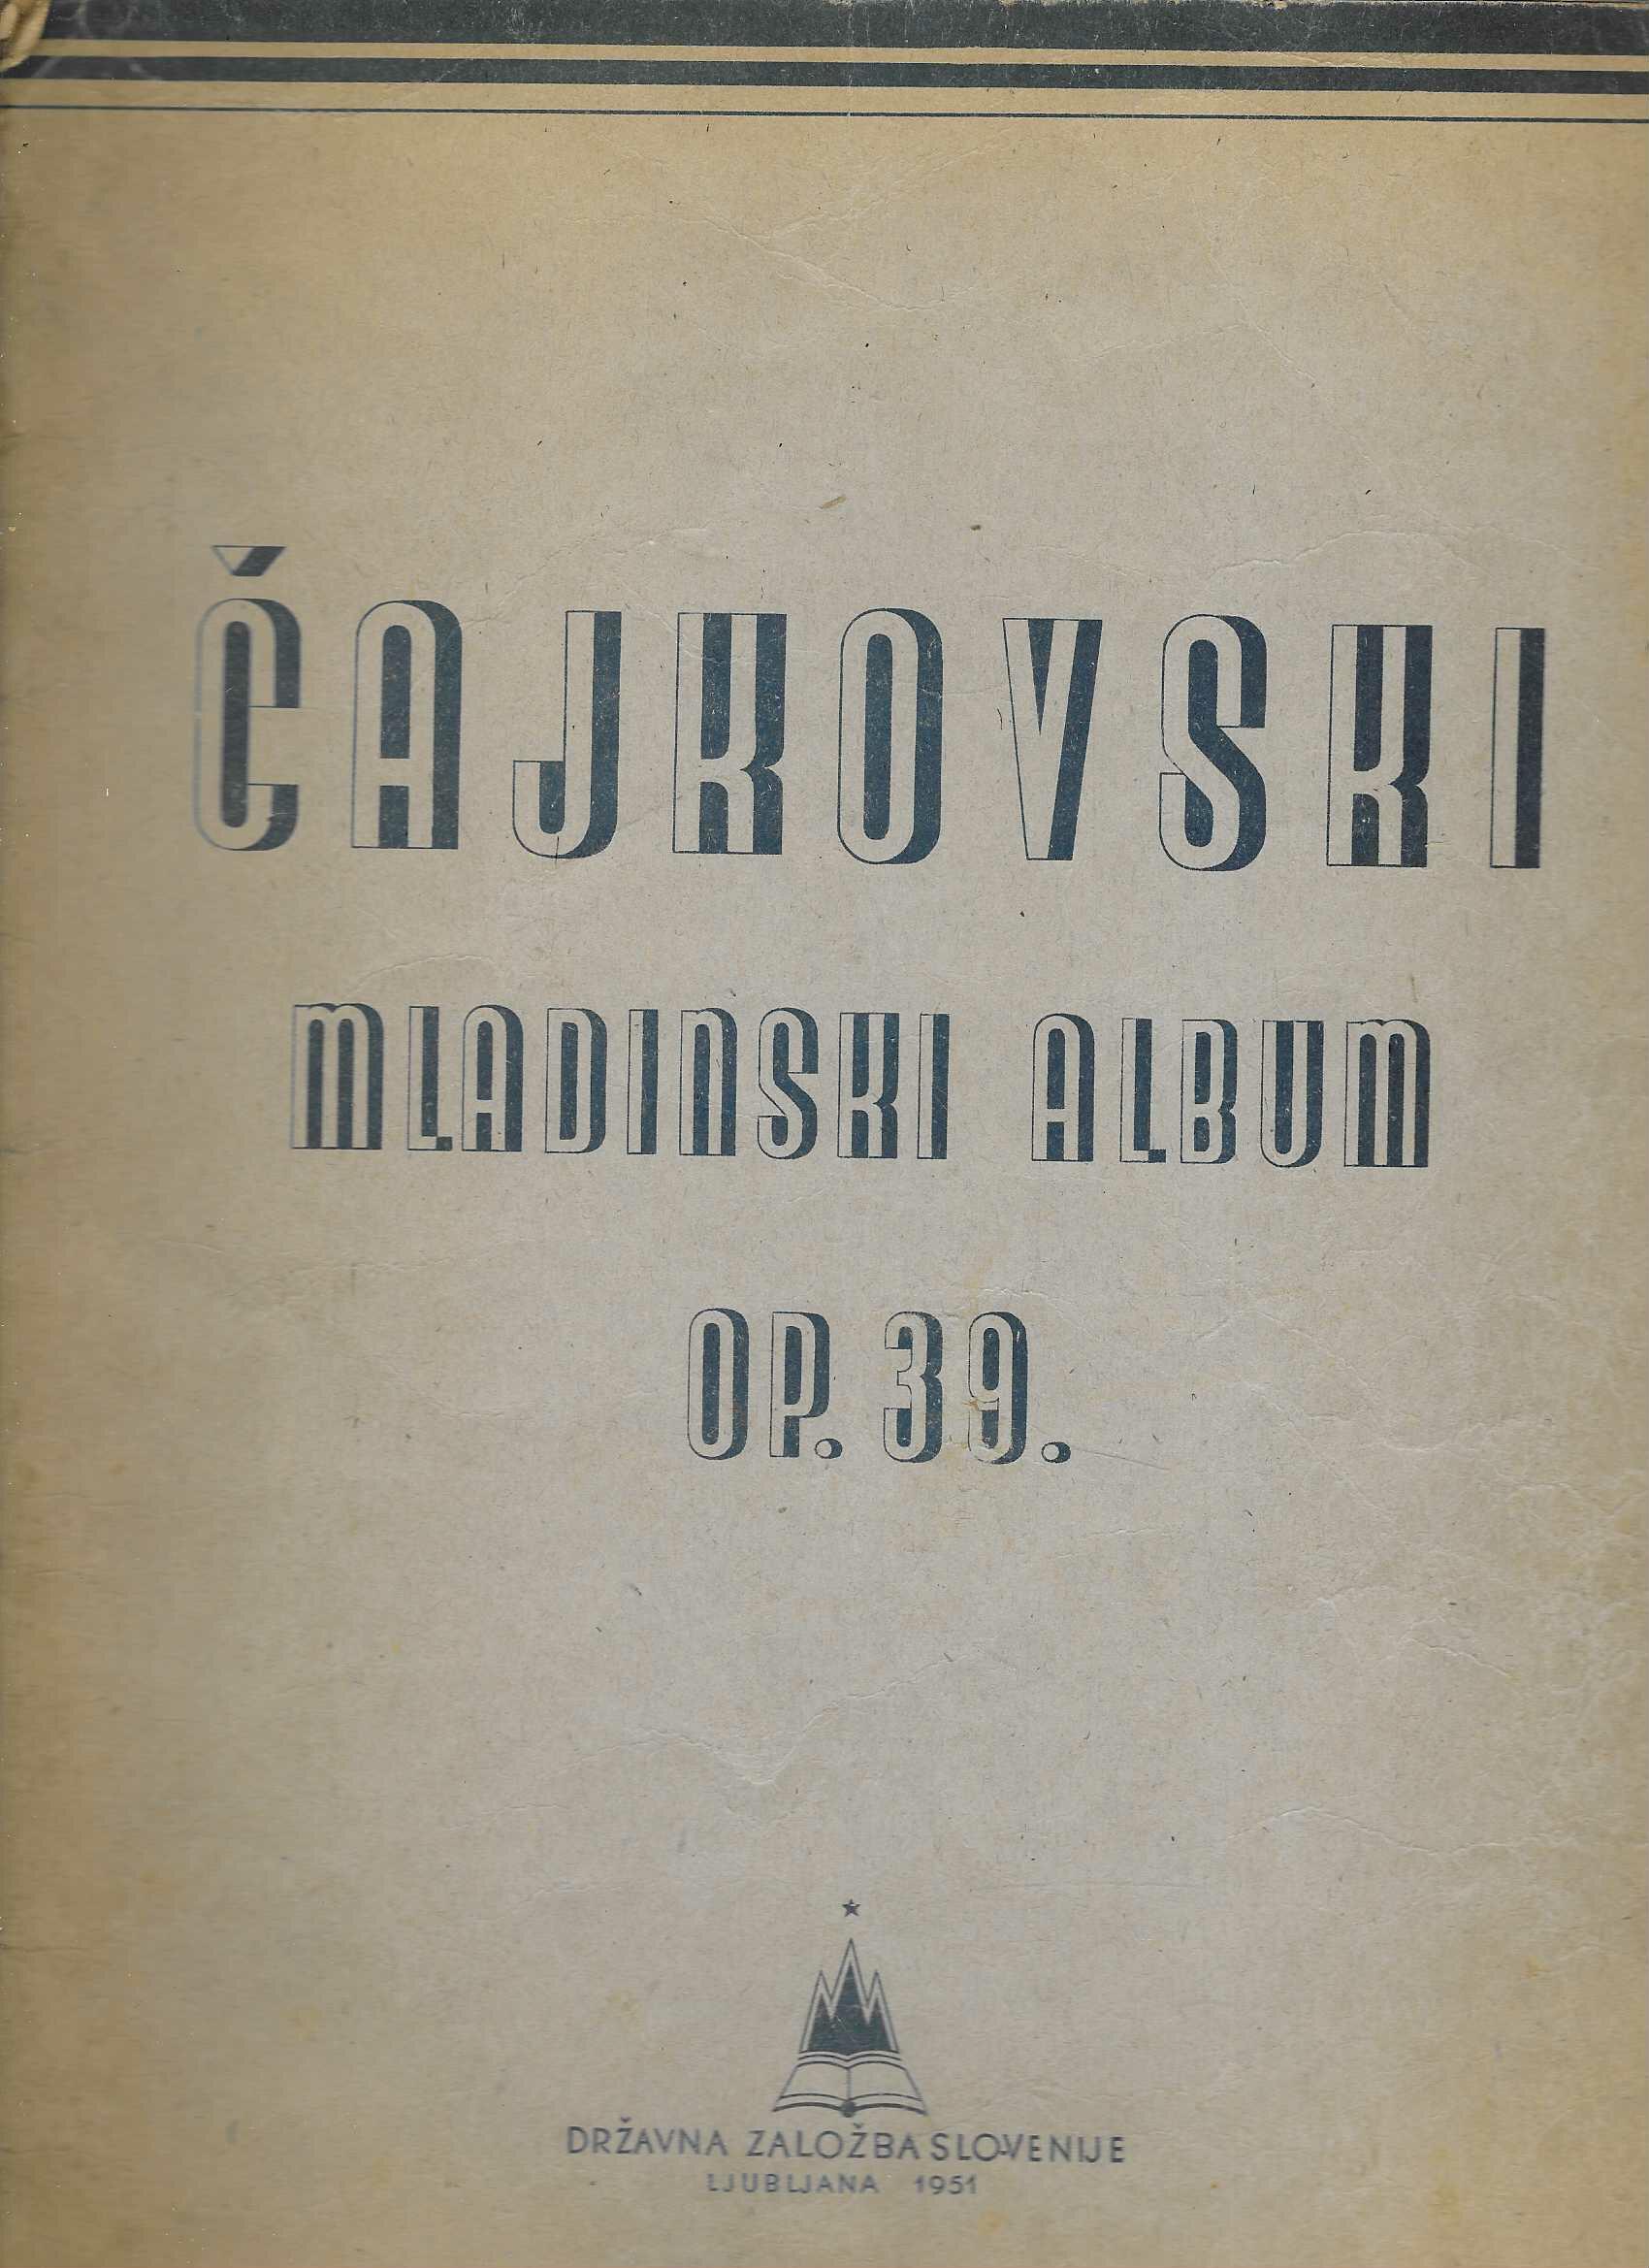 ČAJKOVSKI
MLADINSKI ALBUM
OP. 39.
DRŽAVNA ZALOŽBA SLOVENIJE
LJUBLJANA 1951